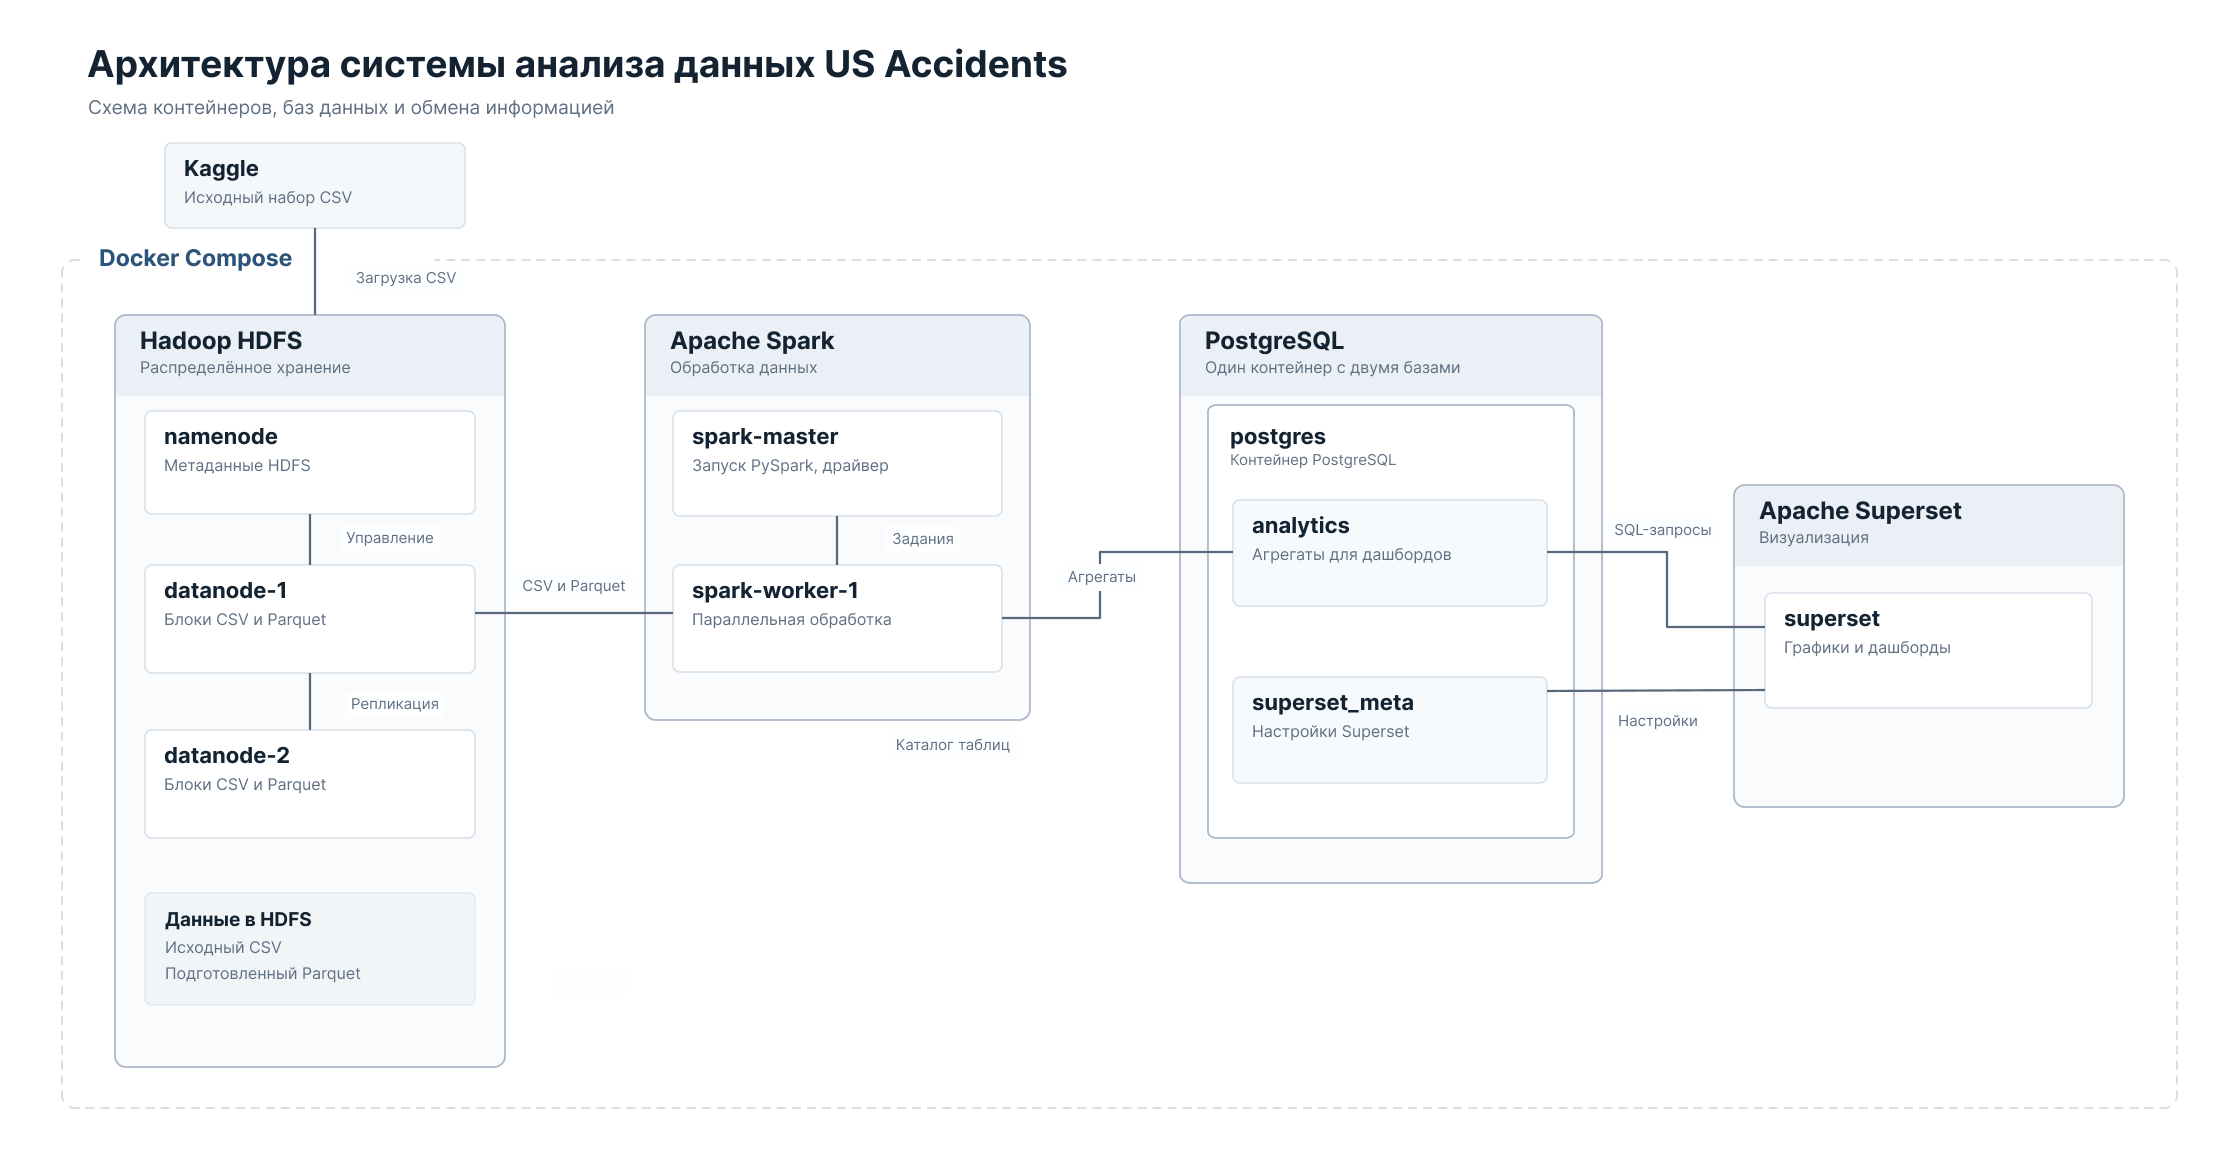 Архитектура системы анализа данных US Accidents
Схема контейнеров, баз данных и обмена информацией
Kaggle
Исходный набор CSV
Docker Compose
Загрузка CSV
Hadoop HDFS
Распределённое хранение
namenode
Метаданные HDFS
Управление
datanode-1
Блоки CSV и Parquet
Репликация
datanode-2
Блоки CSV и Parquet
Данные в HDFS
Исходный CSV
Подготовленный Parquet
CSV и Parquet
Apache Spark
Обработка данных
spark-master
Запуск PySpark, драйвер
Задания
spark-worker-1
Параллельная обработка
Каталог таблиц
Агрегаты
PostgreSQL
Один контейнер с двумя базами
postgres
Контейнер PostgreSQL
analytics
Агрегаты для дашбордов
superset_meta
Настройки Superset
SQL-запросы
Настройки
Apache Superset
Визуализация
superset
Графики и дашборды